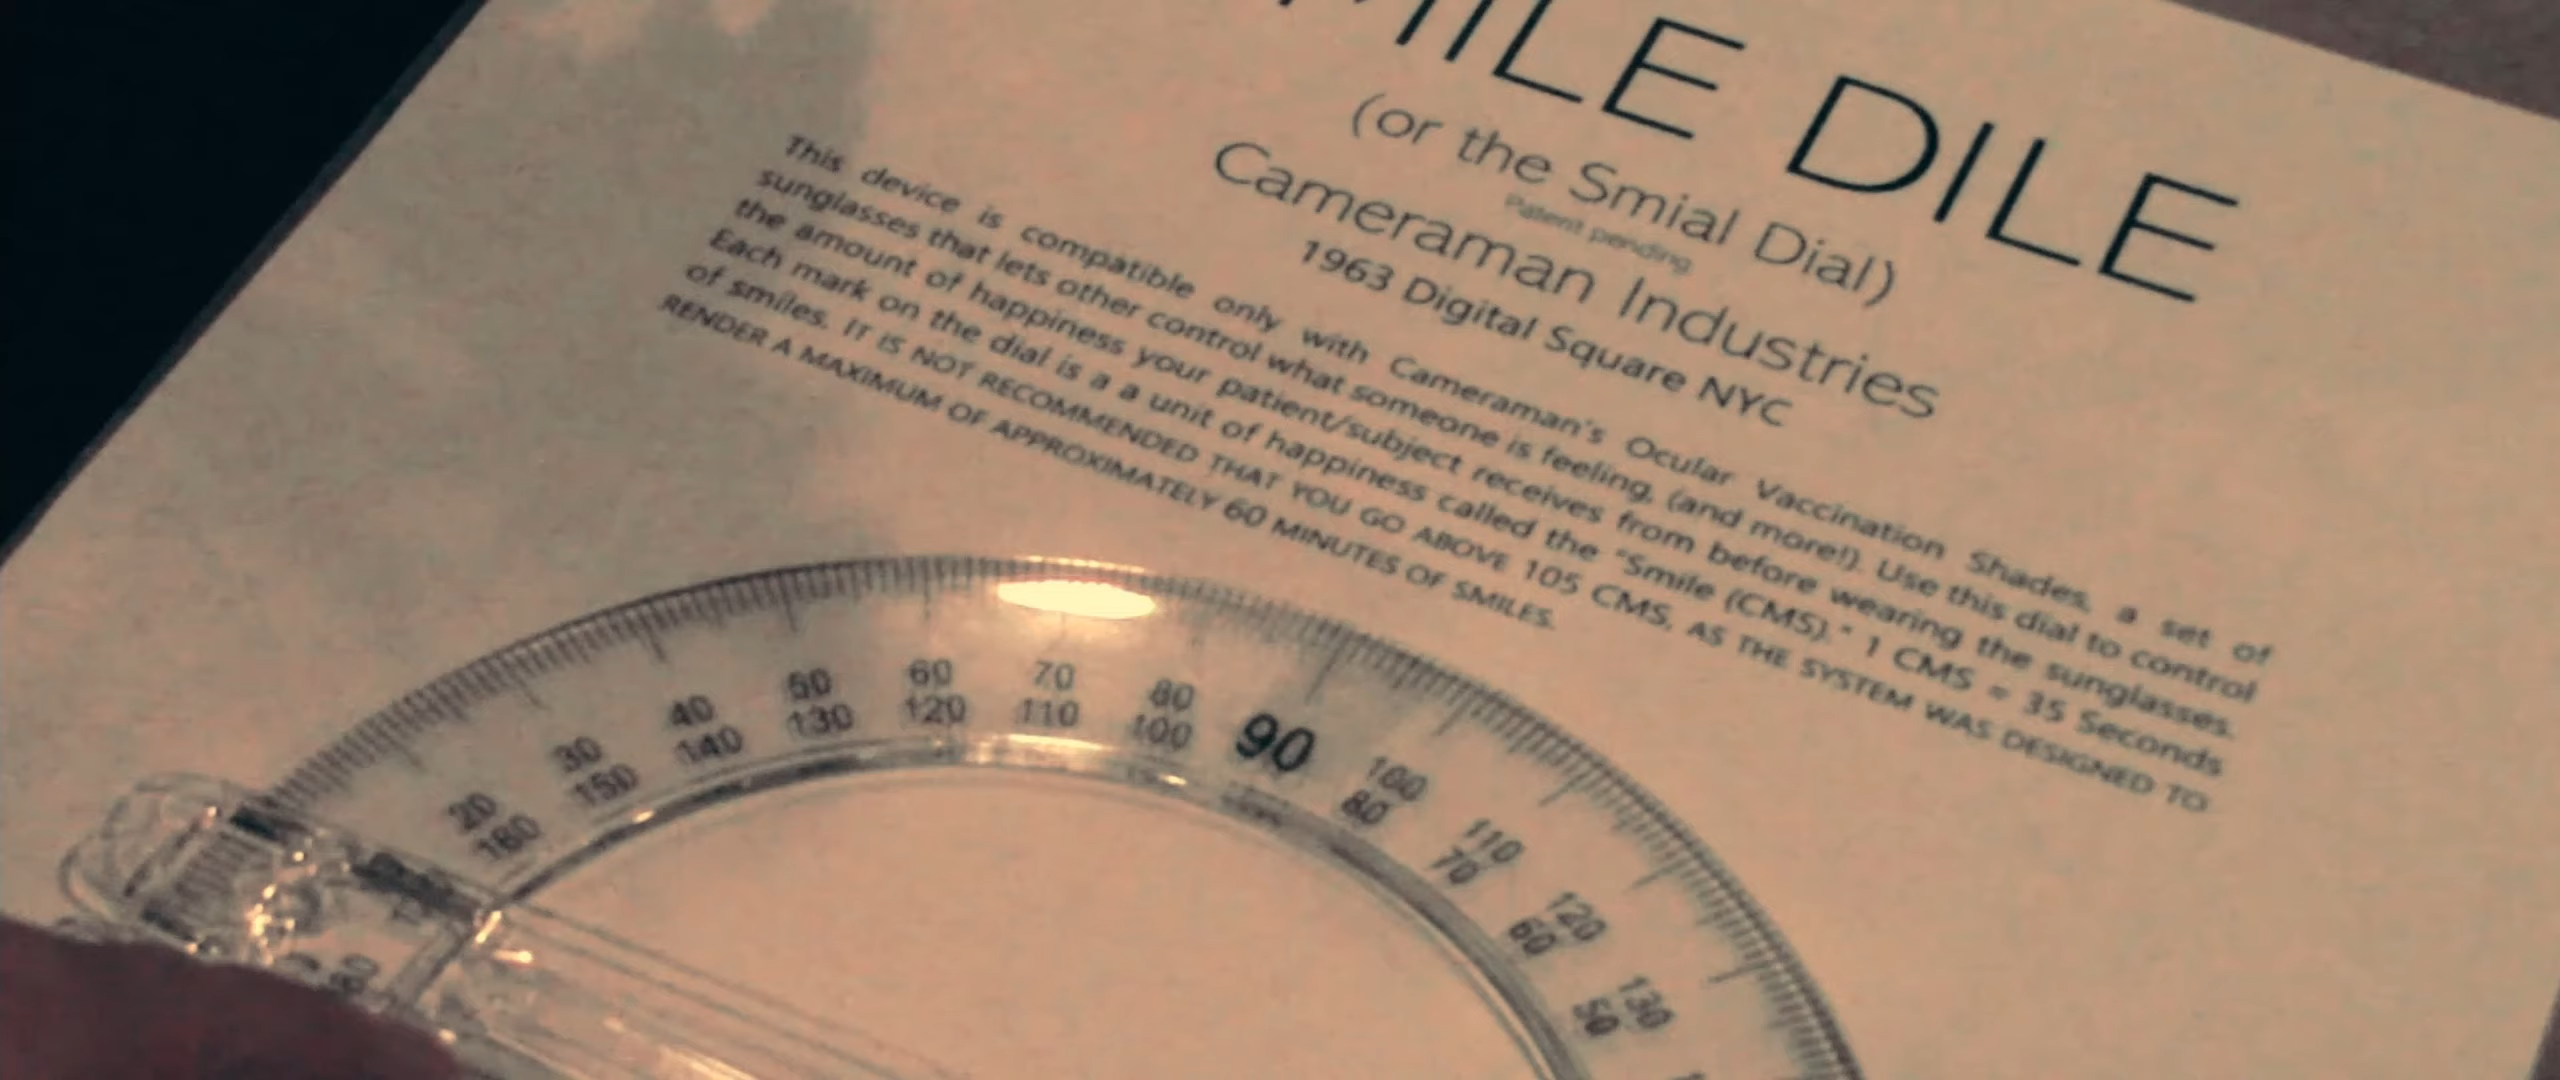 MILE DILE
(or the Smial Dial)
Patent pending
Cameraman Industries
1963 Digital Square NYC
This device is compatible only with Cameraman's Ocular Vaccination Shades, a set of
sunglasses that lets other control what someone is feeling, (and more!). Use this dial to control
the amount of happiness your patient/subject receives from before wearing the sunglasses.
Each mark on the dial is a a unit of happiness called the "Smile (CMS)." 1 CMS = 35 Seconds
of smiles. IT IS NOT RECOMMENDED THAT YOU GO ABOVE 105 CMS, AS THE SYSTEM WAS DESIGNED TO
RENDER A MAXIMUM OF APPROXIMATELY 60 MINUTES OF SMILES.
20 30 40 50 60 70 80 90 100 110 120 130
160 150 140 130 120 110 100 80 70 60 50